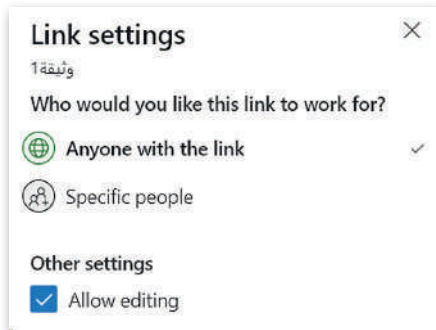 Link settings
وثيقة1
Who would you like this link to work for?
Anyone with the link
Specific people
Other settings
Allow editing